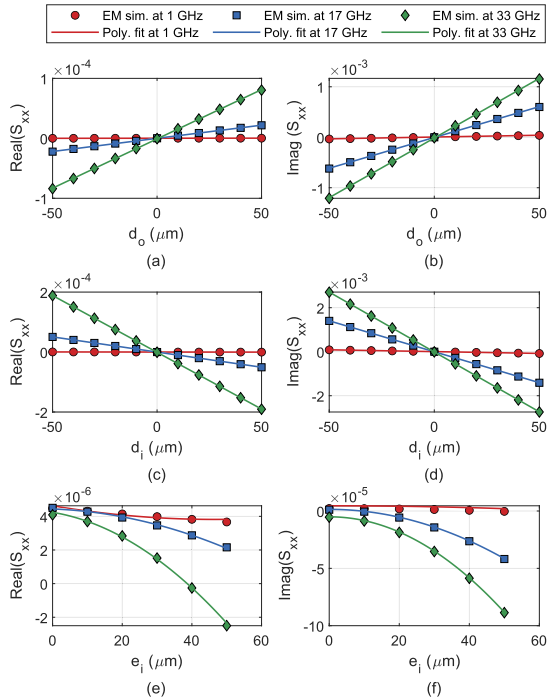 EM sim. at 1 GHz EM sim. at 17 GHz EM sim. at 33 GHz
Poly. fit at 1 GHz Poly. fit at 17 GHz Poly. fit at 33 GHz
×10⁻⁴
1
0
-1
-50 0 50
Real(Sₓₓ)
dₒ (μm)
(a)
×10⁻³
1
0
-1
-50 0 50
Imag (Sₓₓ)
dₒ (μm)
(b)
×10⁻⁴
2
0
-2
-50 0 50
Real(Sₓₓ)
dᵢ (μm)
(c)
×10⁻³
2
0
-2
-50 0 50
Imag(Sₓₓ)
dᵢ (μm)
(d)
×10⁻⁶
4
2
0
-2
0 20 40 60
Real(Sₓₓ)
eᵢ (μm)
(e)
×10⁻⁵
0
-5
-10
0 20 40 60
Imag(Sₓₓ)
eᵢ (μm)
(f)